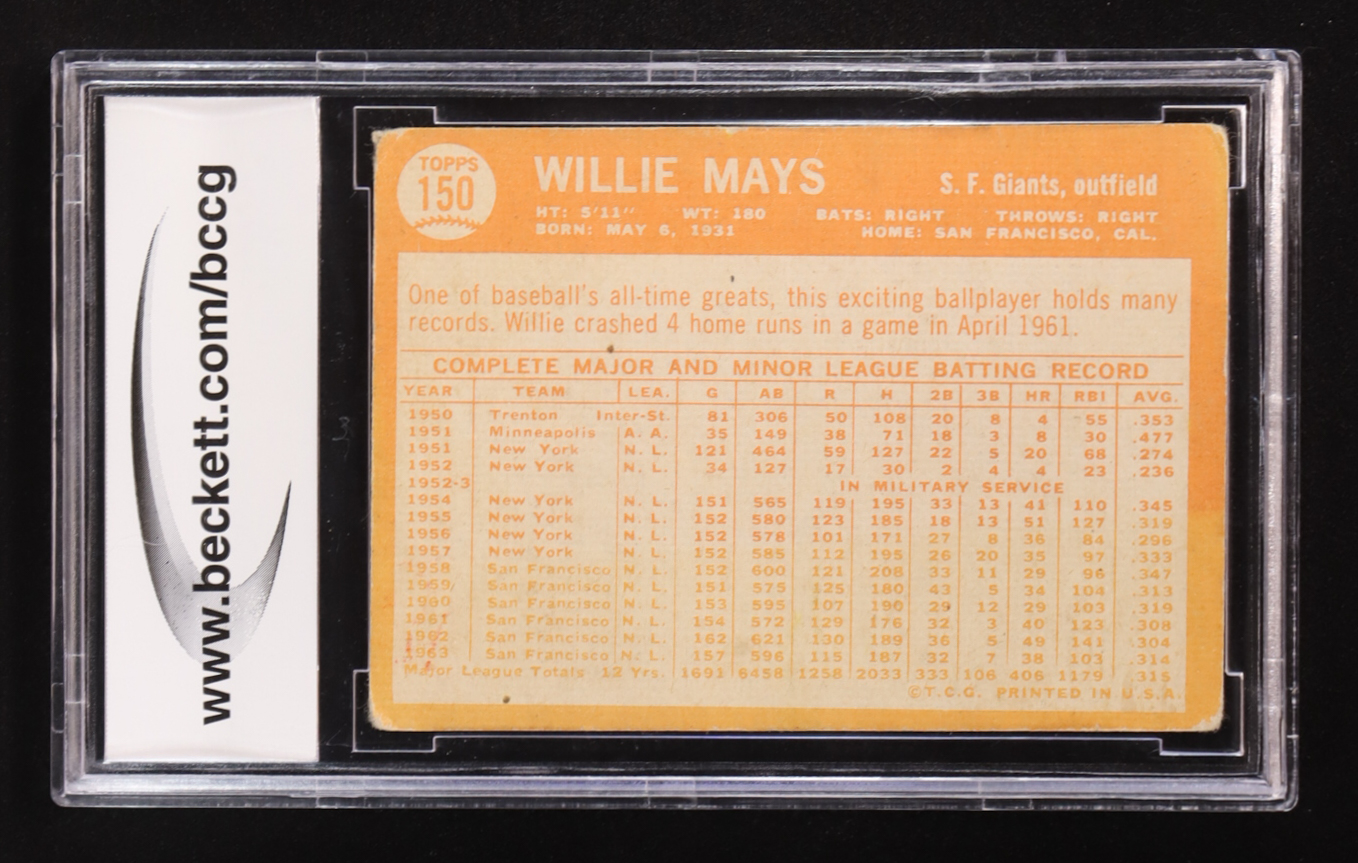 www.beckett.com/bccg
TOPPS
150
WILLIE MAYS
S. F. Giants, outfield
HT: 5'11" WT: 180 BATS: RIGHT THROWS: RIGHT
BORN: MAY 6, 1931 HOME: SAN FRANCISCO, CAL.
One of baseball's all-time greats, this exciting ballplayer holds many
records. Willie crashed 4 home runs in a game in April 1961.
COMPLETE MAJOR AND MINOR LEAGUE BATTING RECORD
YEAR TEAM LEA. G AB R H 2B 3B HR RBI AVG.
1950 Trenton Inter-St. 81 306 50 108 20 8 4 55 .353
1951 Minneapolis A. A. 35 149 38 71 18 3 8 30 .477
1951 New York N. L. 121 464 59 127 22 5 20 68 .274
1952 New York N. L. 34 127 17 30 2 4 4 23 .236
1952-3 IN MILITARY SERVICE
1954 New York N. L. 151 565 119 195 33 13 41 110 .345
1955 New York N. L. 152 580 123 185 18 13 51 127 .319
1956 New York N. L. 152 578 101 171 27 8 36 84 .296
1957 New York N. L. 152 585 112 195 26 20 35 97 .333
1958 San Francisco N. L. 152 600 121 208 33 11 29 96 .347
1959 San Francisco N. L. 151 575 125 180 43 5 34 104 .313
1960 San Francisco N. L. 153 595 107 190 29 12 29 103 .319
1961 San Francisco N. L. 154 572 129 176 32 3 40 123 .308
1962 San Francisco N. L. 162 621 130 189 36 5 49 141 .304
1963 San Francisco N. L. 157 596 115 187 32 7 38 103 .314
Major League Totals 12 Yrs. 1691 6458 1258 2033 333 106 406 1179 .315
©T.C.G. PRINTED IN U.S.A.